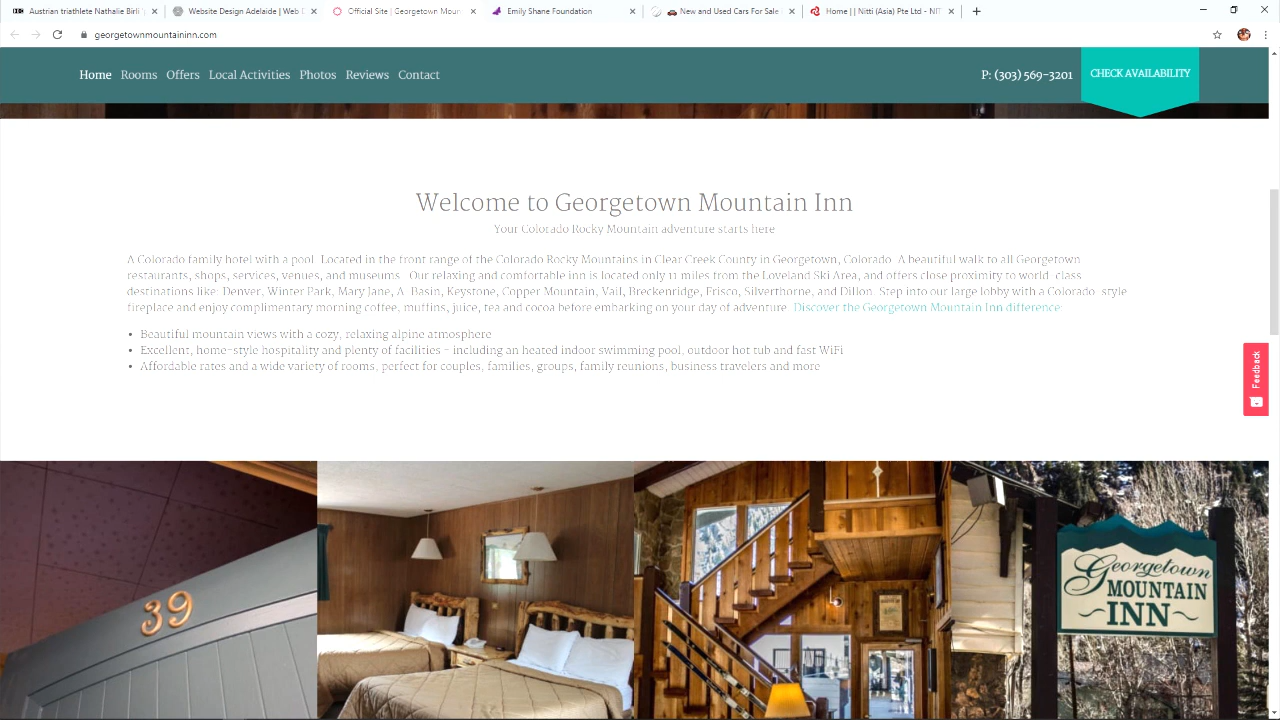 Austrian triathlete Nathalie Birli
Website Design Adelaide | Web D
Official Site | Georgetown Moun
Emily Shane Foundation
New and Used Cars For Sale
Home | | Nitti (Asia) Pte Ltd - NIT
georgetownmountaininn.com
Home Rooms Offers Local Activities Photos Reviews Contact
P: (303) 569-3201
CHECK AVAILABILITY
Welcome to Georgetown Mountain Inn
Your Colorado Rocky Mountain adventure starts here
A Colorado family hotel with a pool Located in the front range of the Colorado Rocky Mountains in Clear Creek County in Georgetown, Colorado A beautiful walk to all Georgetown
restaurants, shops, services, venues, and museums Our relaxing and comfortable inn is located only 11 miles from the Loveland Ski Area, and offers close proximity to world class
destinations like Denver, Winter Park, Mary Jane, A Basin, Keystone, Copper Mountain, Vail, Breckenridge, Frisco, Silverthorne, and Dillon Step into our large lobby with a Colorado style
fireplace and enjoy complimentary morning coffee, muffins, juice, tea and cocoa before embarking on your day of adventure Discover the Georgetown Mountain Inn difference
• Beautiful mountain views with a cozy, relaxing alpine atmosphere
• Excellent, home-style hospitality and plenty of facilities – including an heated indoor swimming pool, outdoor hot tub and fast WiFi
• Affordable rates and a wide variety of rooms, perfect for couples, families, groups, family reunions, business travelers and more
Feedback
39
Georgetown
MOUNTAIN
INN